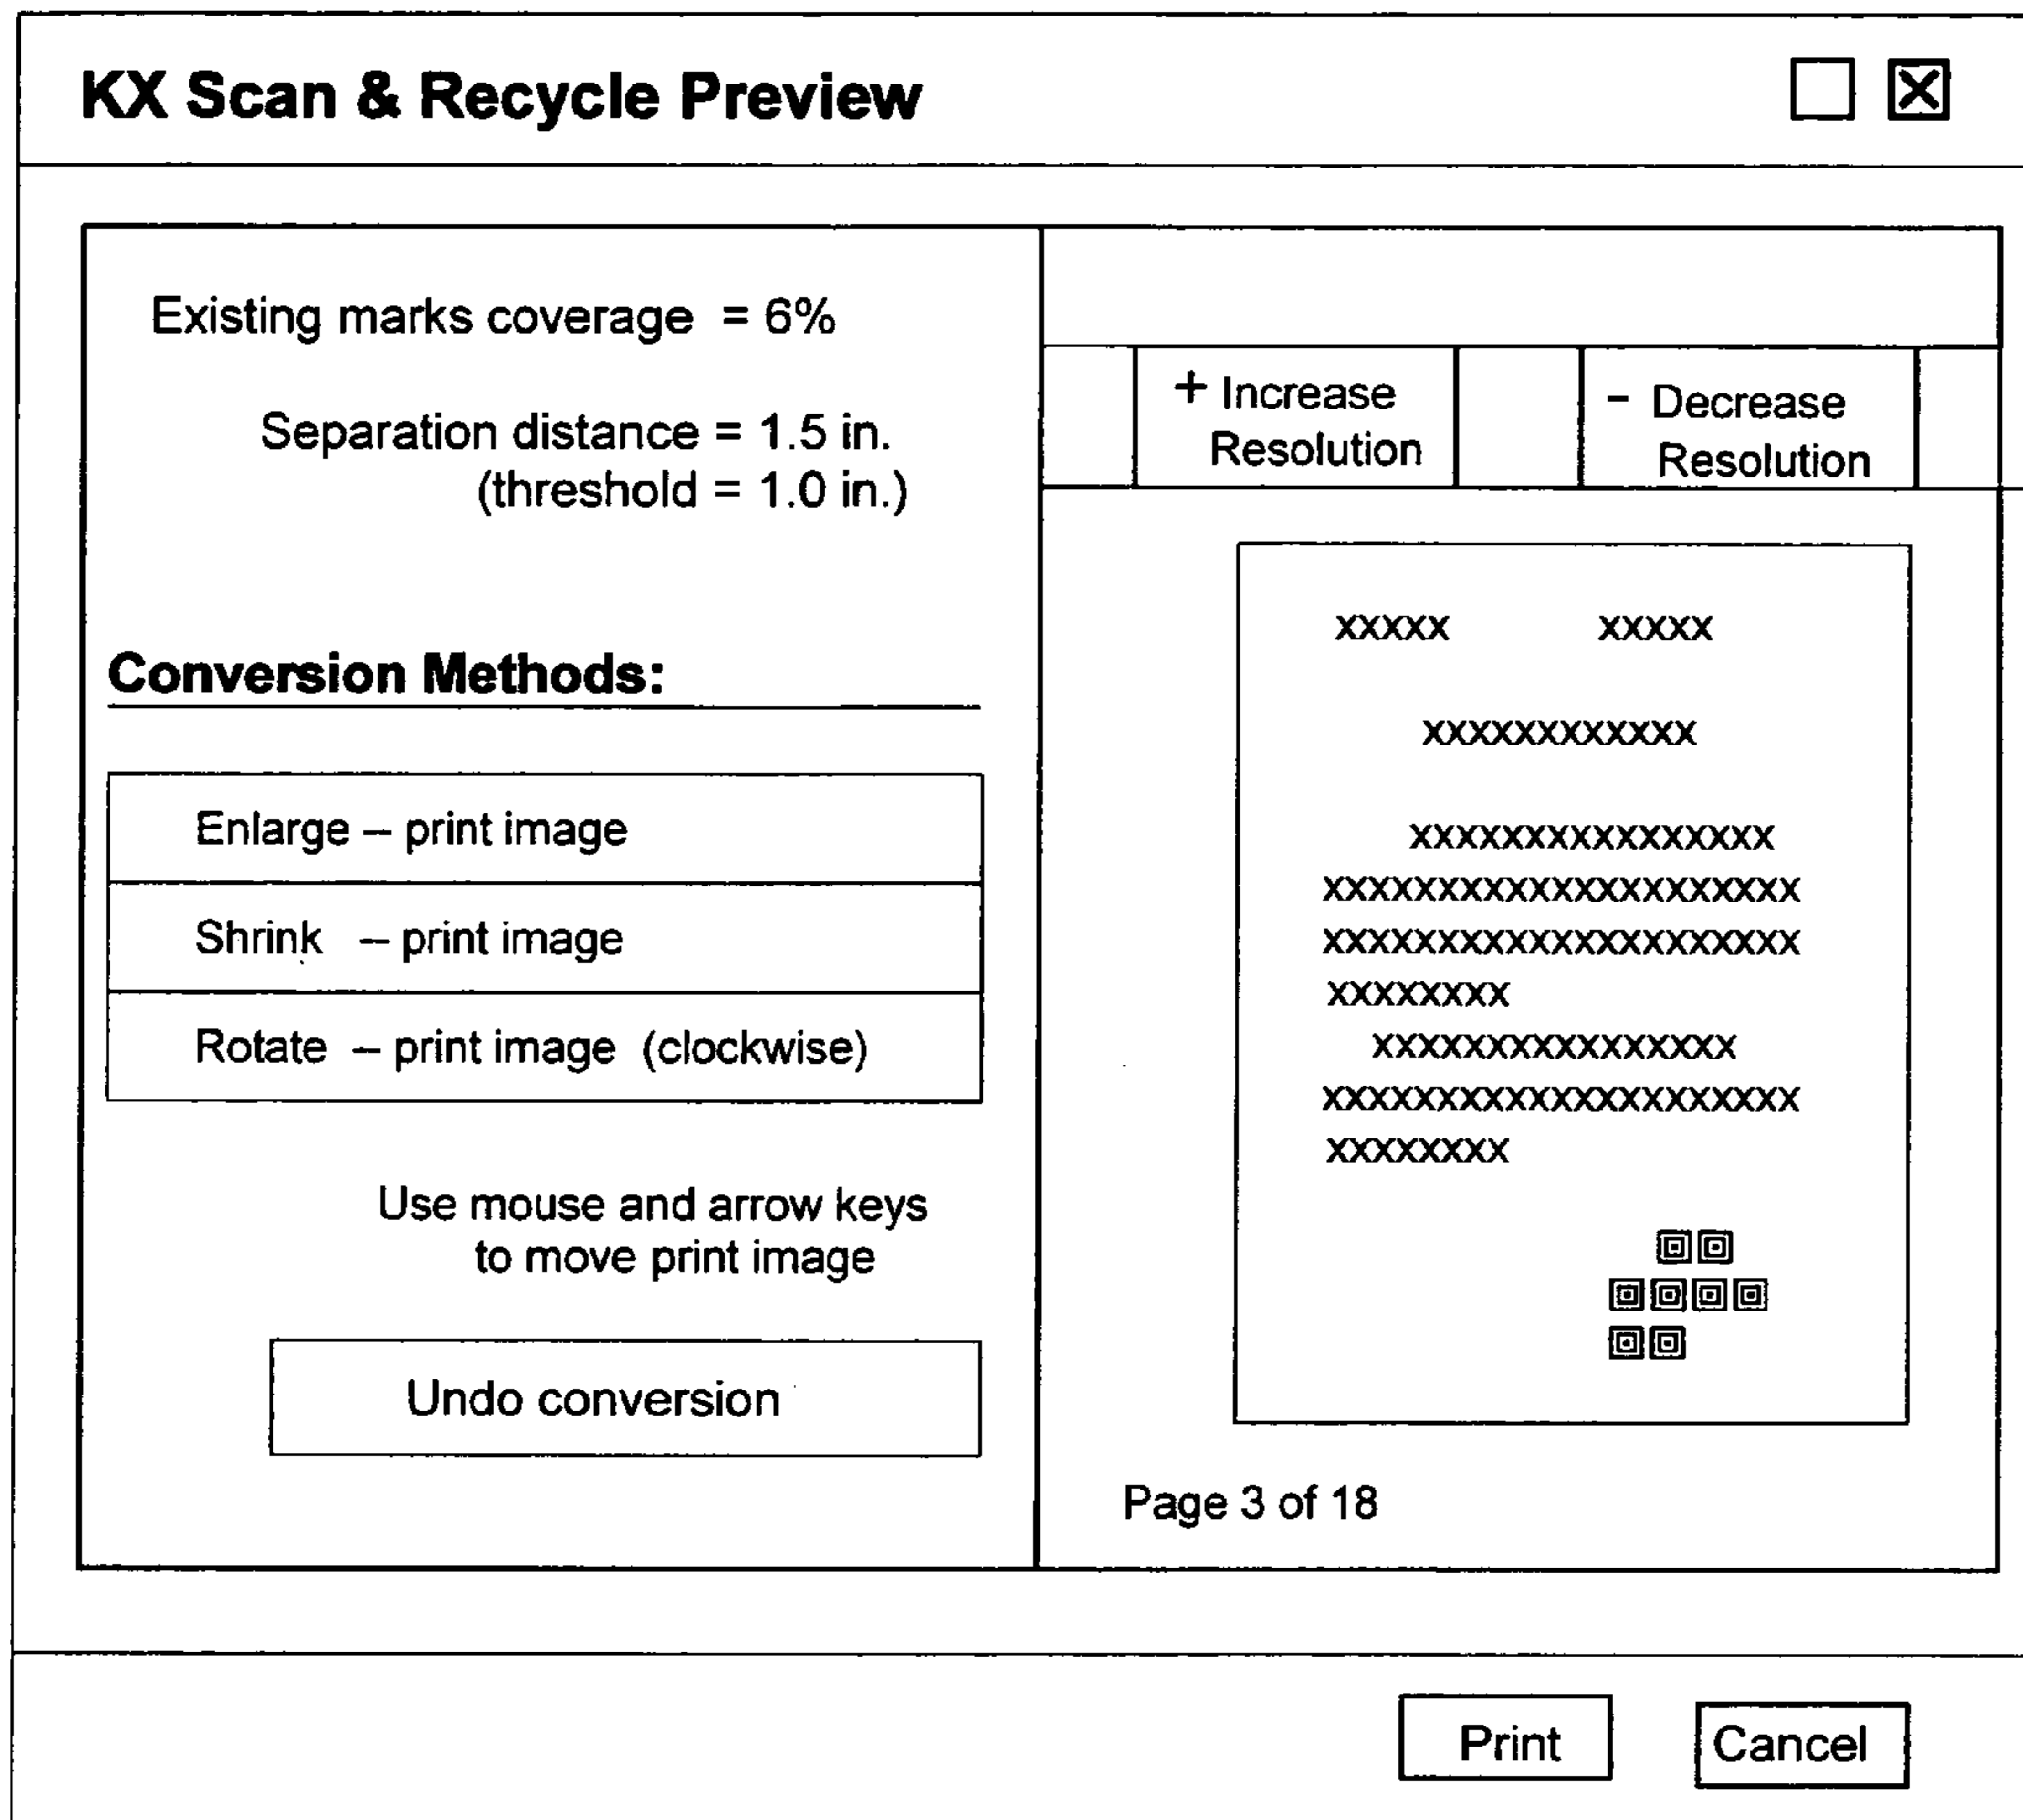 KX Scan & Recycle Preview
Existing marks coverage = 6%
Separation distance = 1.5 in.
(threshold = 1.0 in.)
Conversion Methods:
Enlarge – print image
Shrink – print image
Rotate – print image (clockwise)
Use mouse and arrow keys
to move print image
Undo conversion
+ Increase
Resolution
- Decrease
Resolution
xxxxx xxxxx
xxxxxxxxxxxx
xxxxxxxxxxxxxxxx
xxxxxxxxxxxxxxxxxxxxx
xxxxxxxxxxxxxxxxxxxxx
xxxxxxxx
xxxxxxxxxxxxxxxx
xxxxxxxxxxxxxxxxxxxxx
xxxxxxxx
Page 3 of 18
Print
Cancel